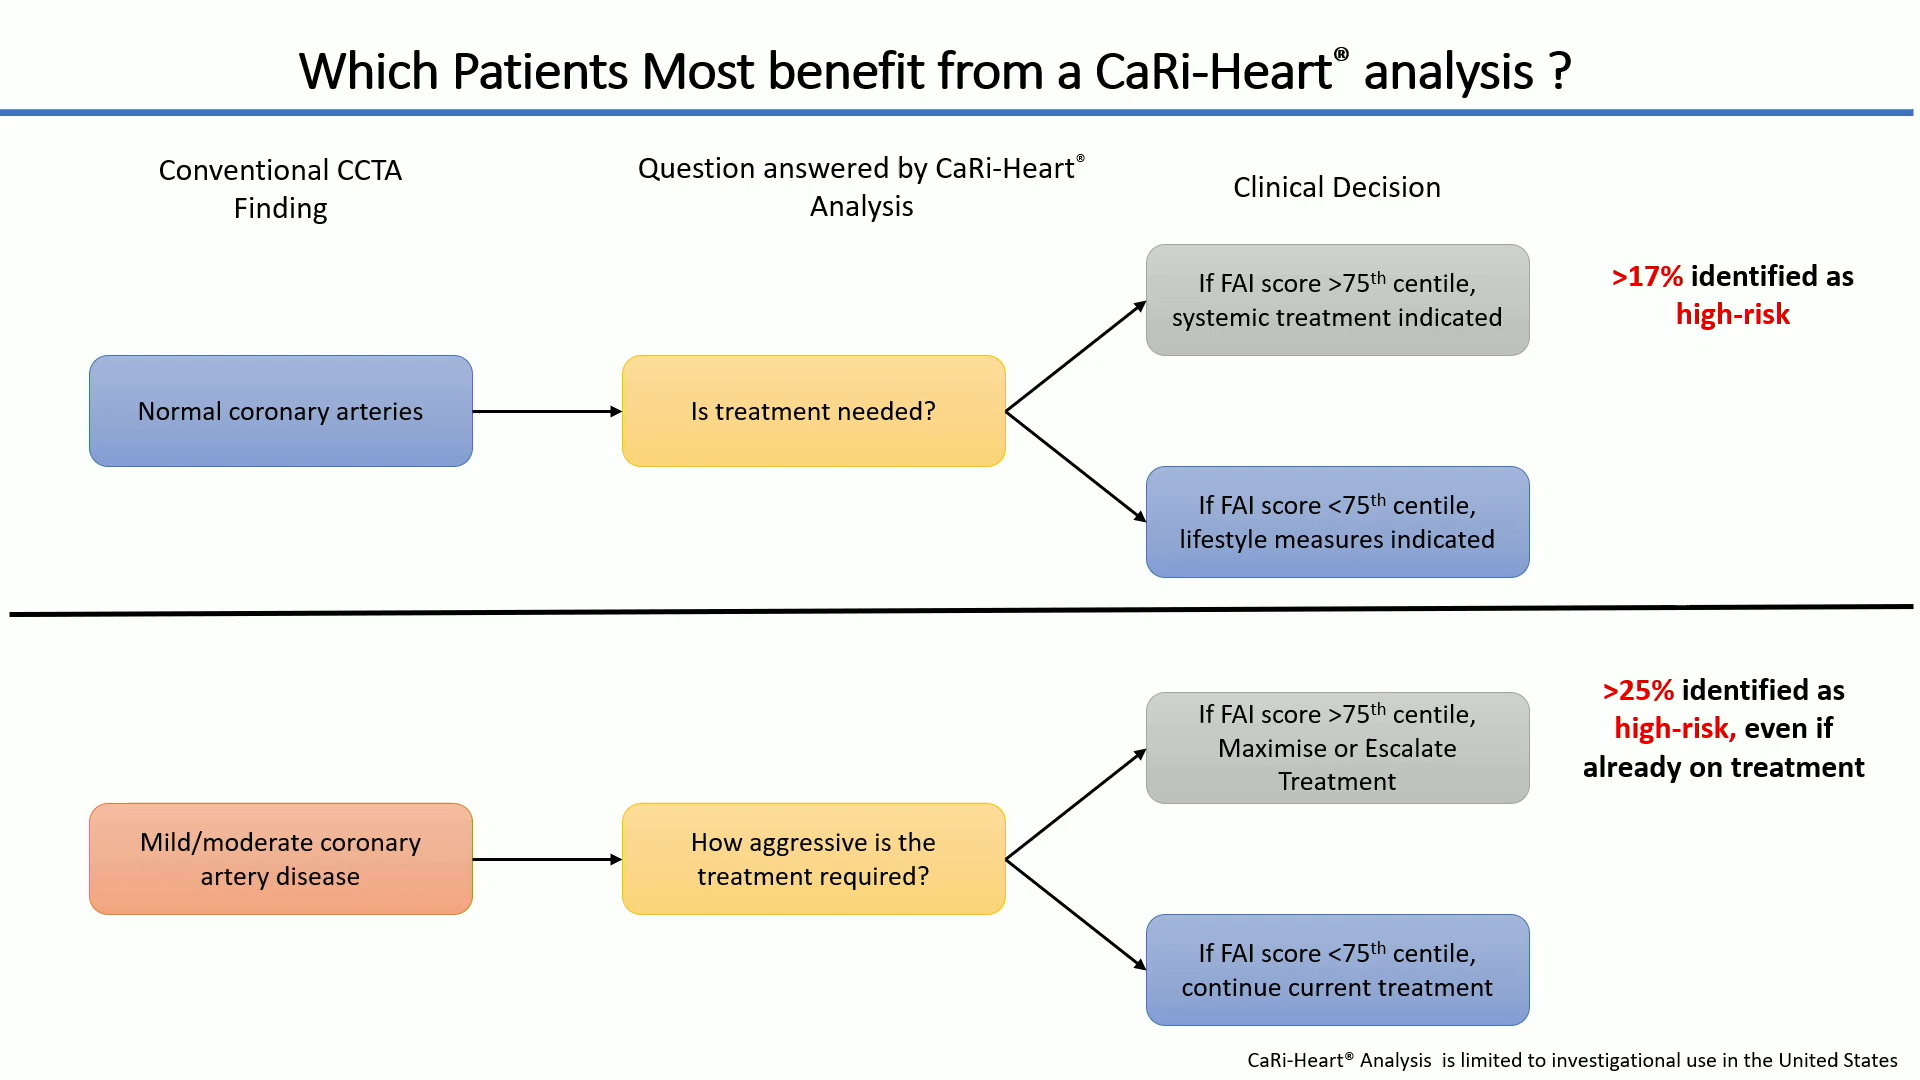 Which Patients Most benefit from a CaRi-Heart® analysis ?
Conventional CCTA
Finding
Question answered by CaRi-Heart®
Analysis
Clinical Decision
Normal coronary arteries
Is treatment needed?
If FAI score >75th centile,
systemic treatment indicated
>17% identified as
high-risk
If FAI score <75th centile,
lifestyle measures indicated
Mild/moderate coronary
artery disease
How aggressive is the
treatment required?
If FAI score >75th centile,
Maximise or Escalate
Treatment
>25% identified as
high-risk, even if
already on treatment
If FAI score <75th centile,
continue current treatment
CaRi-Heart® Analysis is limited to investigational use in the United States